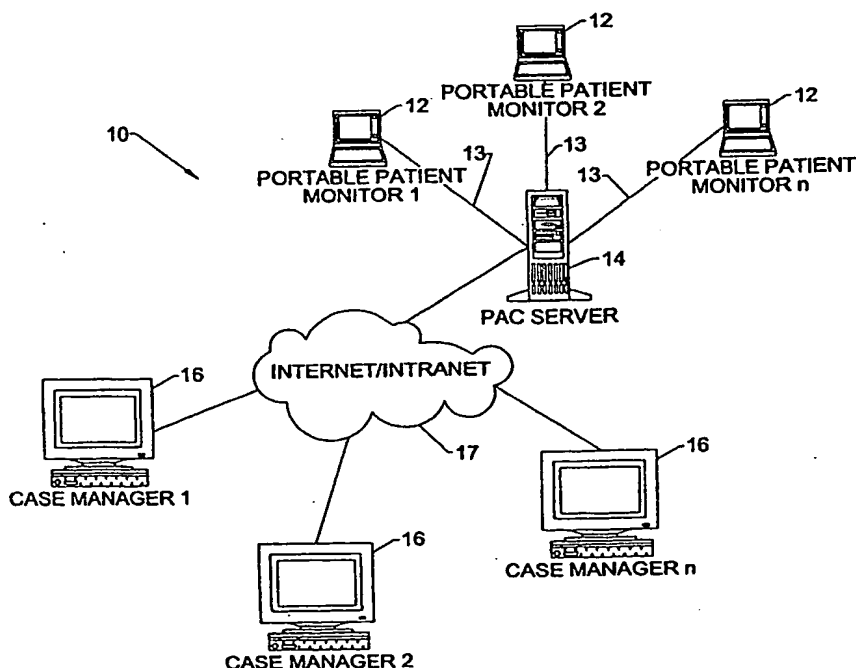 12
PORTABLE PATIENT
MONITOR 2
12
12
10
13
13
PORTABLE PATIENT
MONITOR 1
13
PORTABLE PATIENT
MONITOR n
14
PAC SERVER
INTERNET/INTRANET
16
17
CASE MANAGER 1
16
CASE MANAGER n
16
CASE MANAGER 2